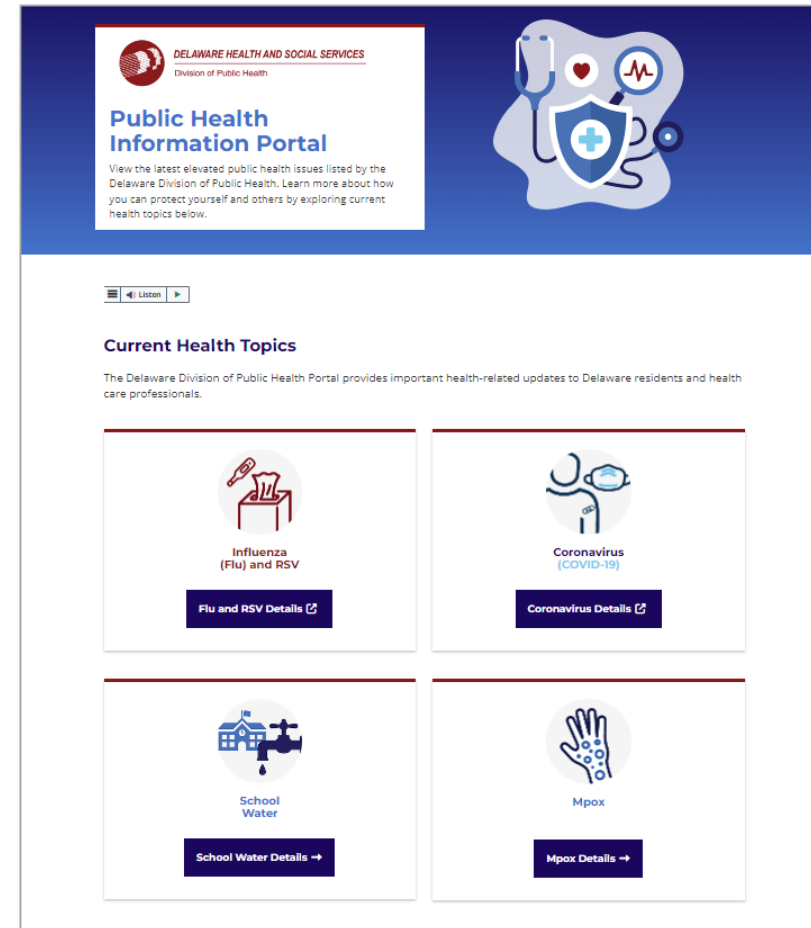 DELAWARE HEALTH AND SOCIAL SERVICES
Division of Public Health
Public Health
Information Portal
View the latest elevated public health issues listed by the
Delaware Division of Public Health. Learn more about how
you can protect yourself and others by exploring current
health topics below.
Listen
Current Health Topics
The Delaware Division of Public Health Portal provides important health-related updates to Delaware residents and health
care professionals.
Influenza
(Flu) and RSV
Flu and RSV Details
Coronavirus
(COVID-19)
Coronavirus Details
School
Water
School Water Details →
Mpox
Mpox Details →